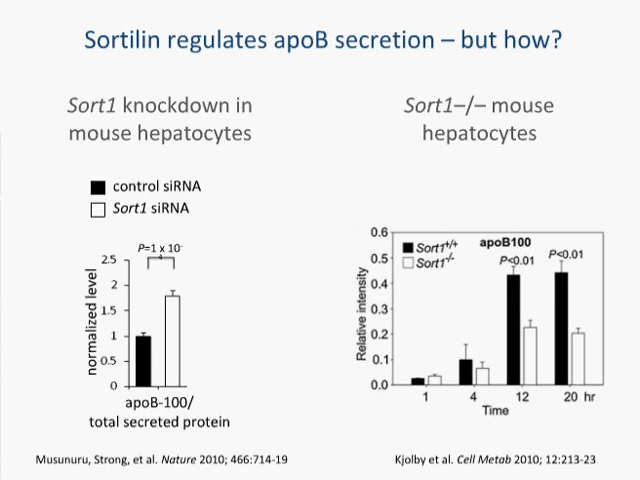 Sortilin regulates apoB secretion – but how?
Sort1 knockdown in
mouse hepatocytes
control siRNA
Sort1 siRNA
P=1 x 10-
4
normalized level
2.5
2
1.5
1
0.5
0
apoB-100/
total secreted protein
Musunuru, Strong, et al. Nature 2010; 466:714-19
Sort1–/– mouse
hepatocytes
Sort1+/+
Sort1-/-
apoB100
P<0.01
P<0.01
Relative intensity
0.6
0.5
0.4
0.3
0.2
0.1
0.0
1 4 12 20 hr
Time
Kjolby et al. Cell Metab 2010; 12:213-23